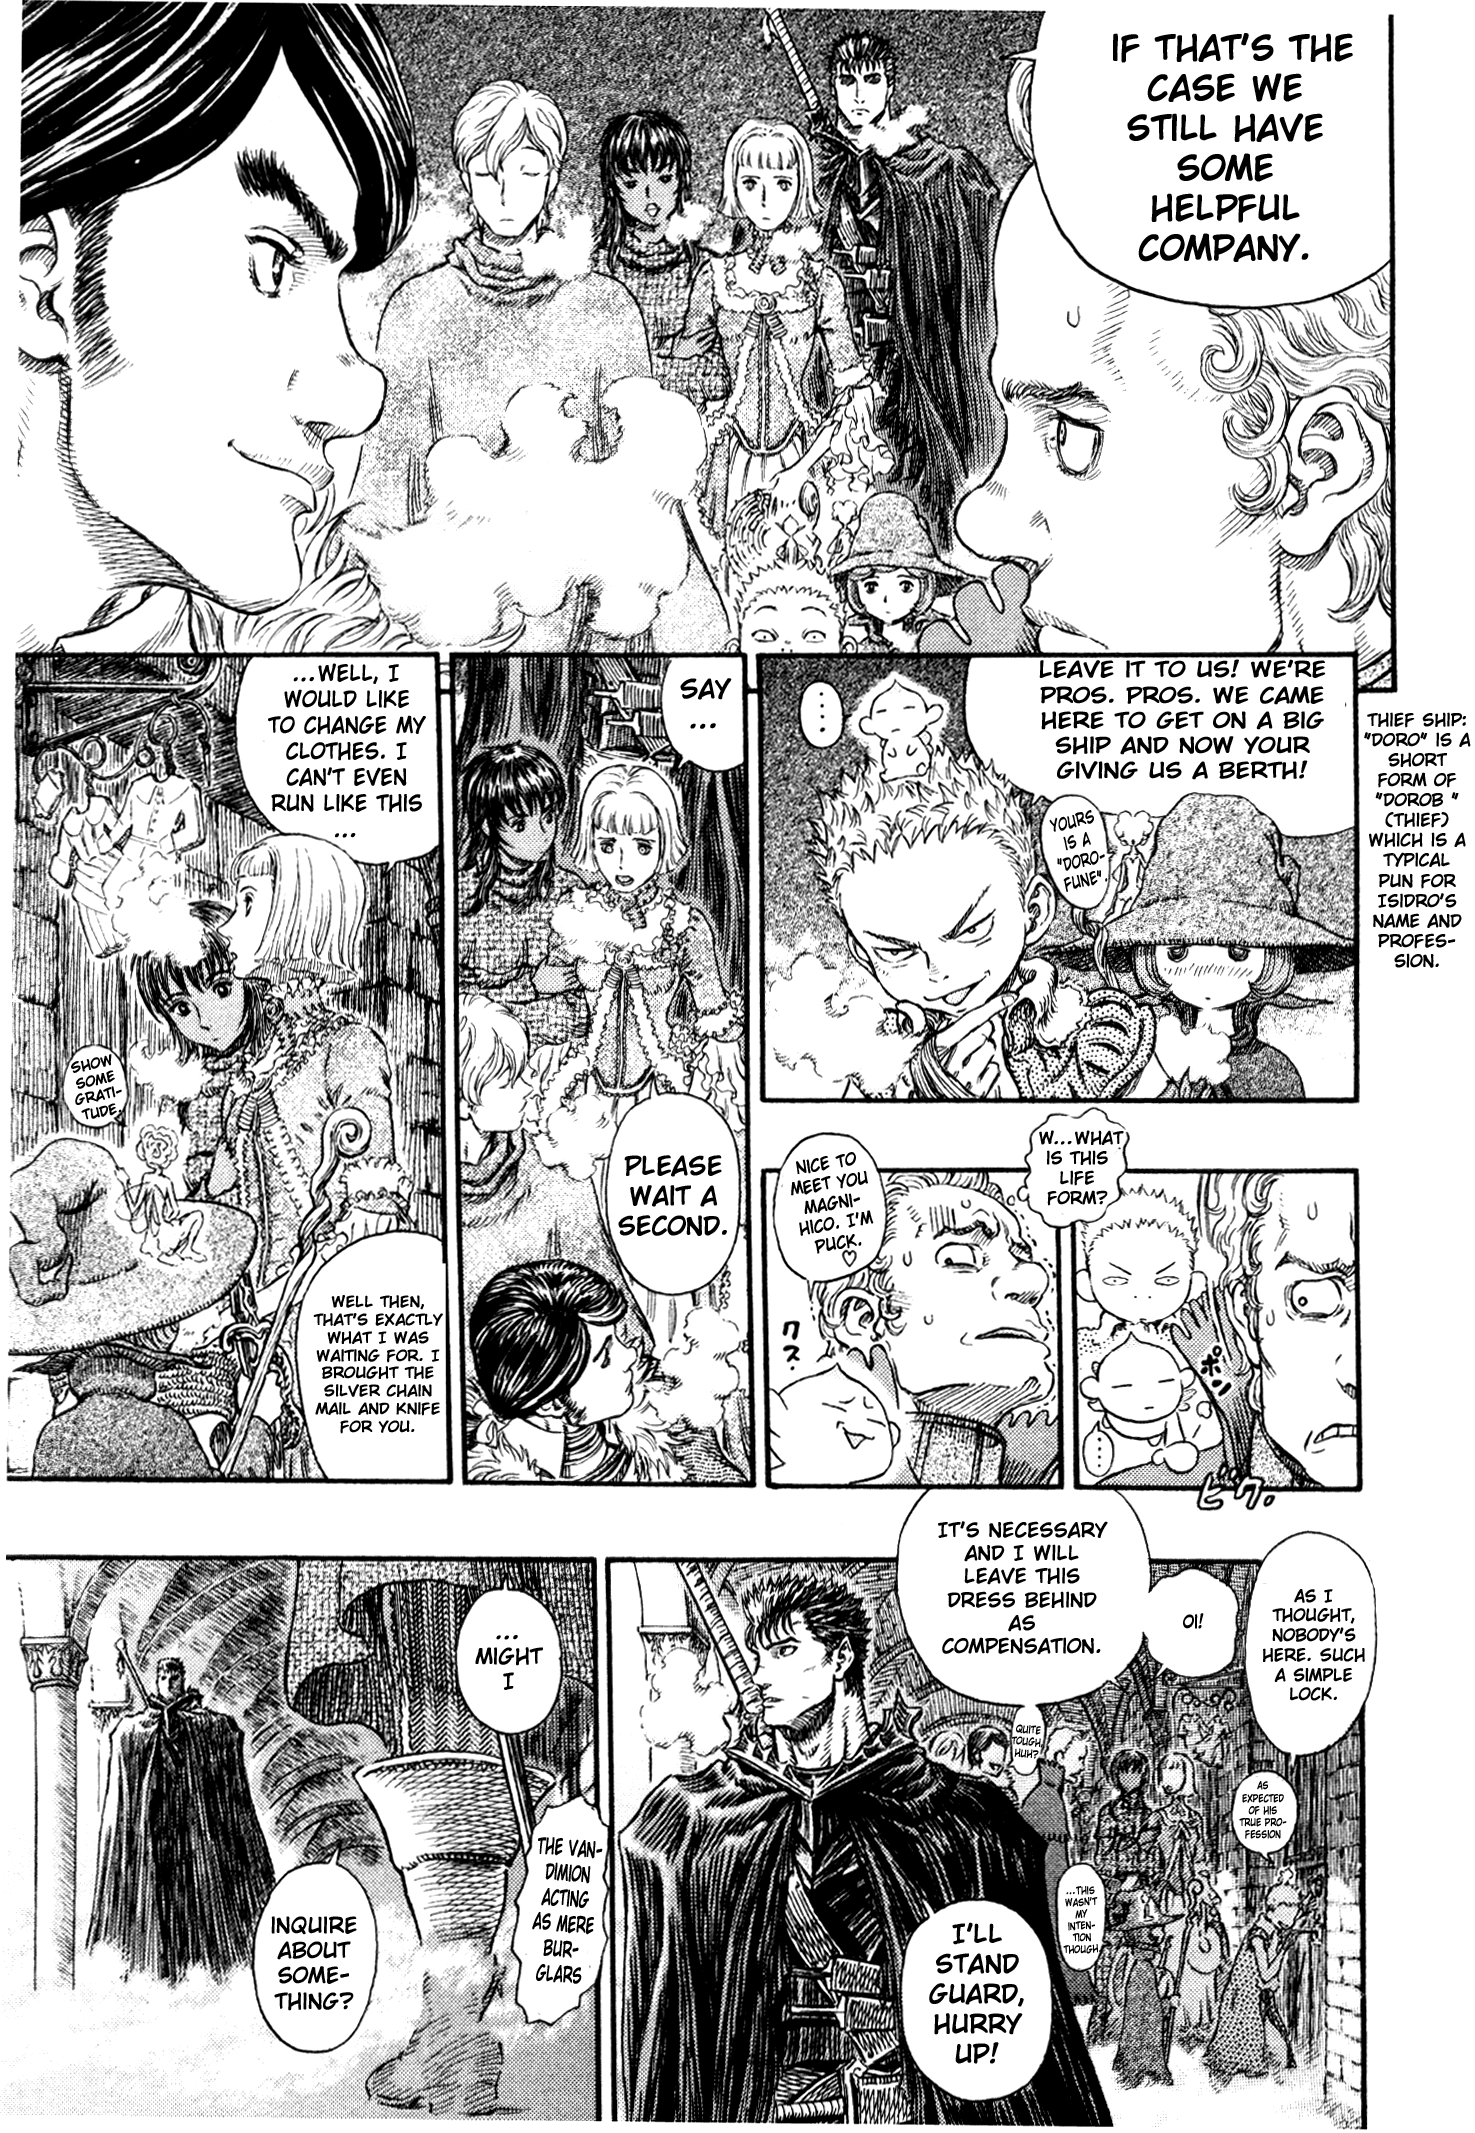 IF THAT'S THE
CASE WE
STILL HAVE
SOME
HELPFUL
COMPANY.
LEAVE IT TO US! WE'RE
PROS. PROS. WE CAME
HERE TO GET ON A BIG
SHIP AND NOW YOUR
GIVING US A BERTH!
. . . .
YOURS
IS A
"DORO-
FUNE"
THIEF SHIP:
"DORO" IS A
SHORT
FORM OF
"DOROB "
(THIEF)
WHICH IS A
TYPICAL
PUN FOR
ISIDRO'S
NAME AND
PROFES-
SION.
W...WHAT
IS THIS
LIFE
FORM?
ポン
. . . .
ビク.
NICE TO
MEET YOU
MAGNI-
HICO. I'M
PUCK.
♡
クス.
SAY
...
PLEASE
WAIT A
SECOND.
...WELL, I
WOULD LIKE
TO CHANGE MY
CLOTHES. I
CAN'T EVEN
RUN LIKE THIS
...
SHOW
SOME
GRATI-
TUDE.
WELL THEN,
THAT'S EXACTLY
WHAT I WAS
WAITING FOR. I
BROUGHT THE
SILVER CHAIN
MAIL AND KNIFE
FOR YOU.
AS I
THOUGHT,
NOBODY'S
HERE. SUCH
A SIMPLE
LOCK.
OI!
IT'S NECESSARY
AND I WILL
LEAVE THIS
DRESS BEHIND
AS
COMPENSATION.
QUITE
TOUGH,
HUH?
AS
EXPECTED
OF HIS
TRUE PRO-
FESSION
...THIS
WASN'T
MY
INTEN-
TION
THOUGH
I'LL
STAND
GUARD,
HURRY
UP!
THE VAN-
DIMION
ACTING
AS MERE
BUR-
GLARS
...
MIGHT
I
INQUIRE
ABOUT
SOME-
THING?